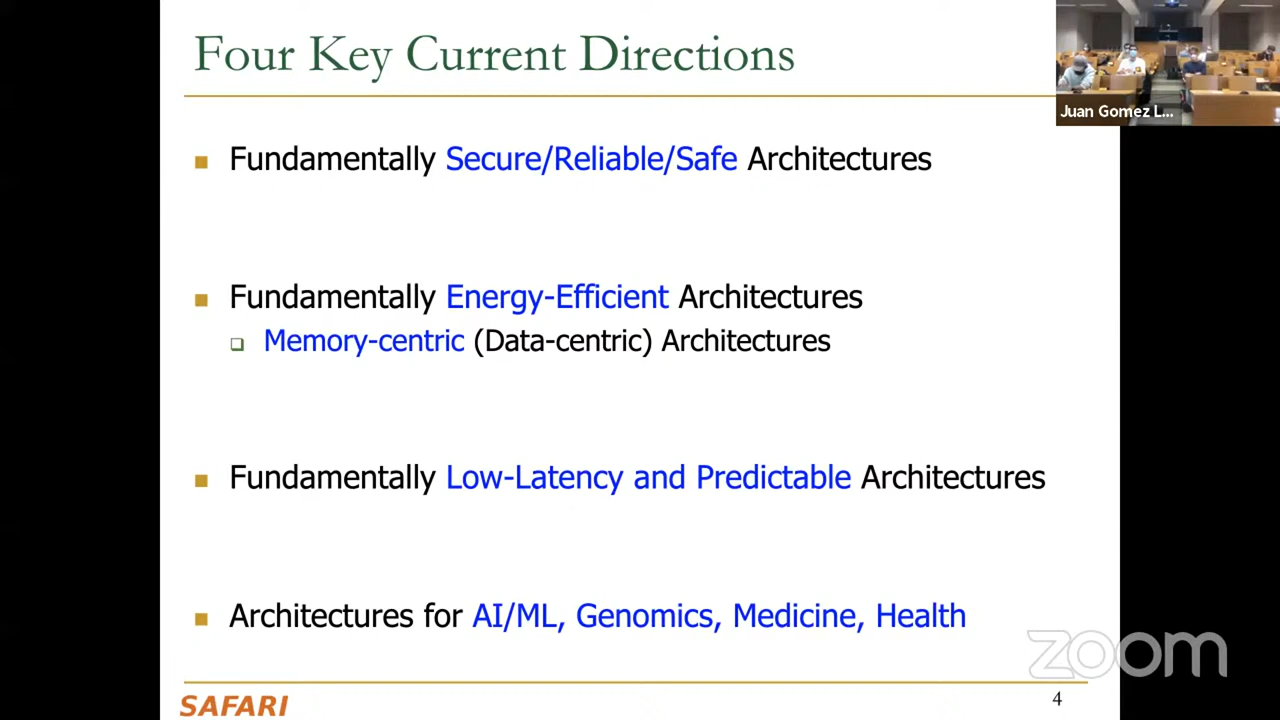 Four Key Current Directions
Juan Gomez L...
Fundamentally Secure/Reliable/Safe Architectures
Fundamentally Energy-Efficient Architectures
Memory-centric (Data-centric) Architectures
Fundamentally Low-Latency and Predictable Architectures
Architectures for AI/ML, Genomics, Medicine, Health
zoom
SAFARI
4